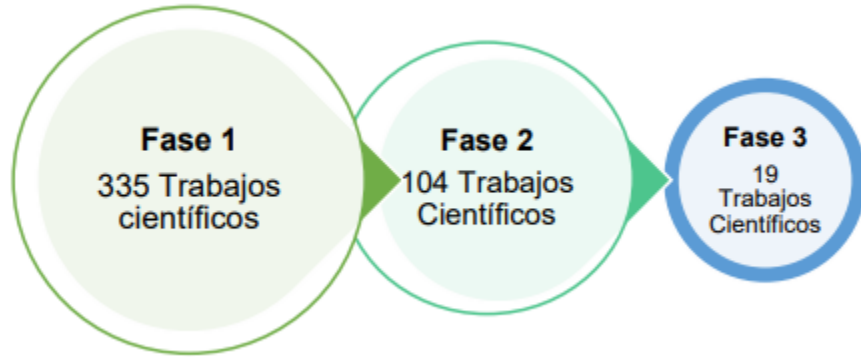 Fase 1
335 Trabajos
científicos
Fase 2
104 Trabajos
Científicos
Fase 3
19
Trabajos
Científicos